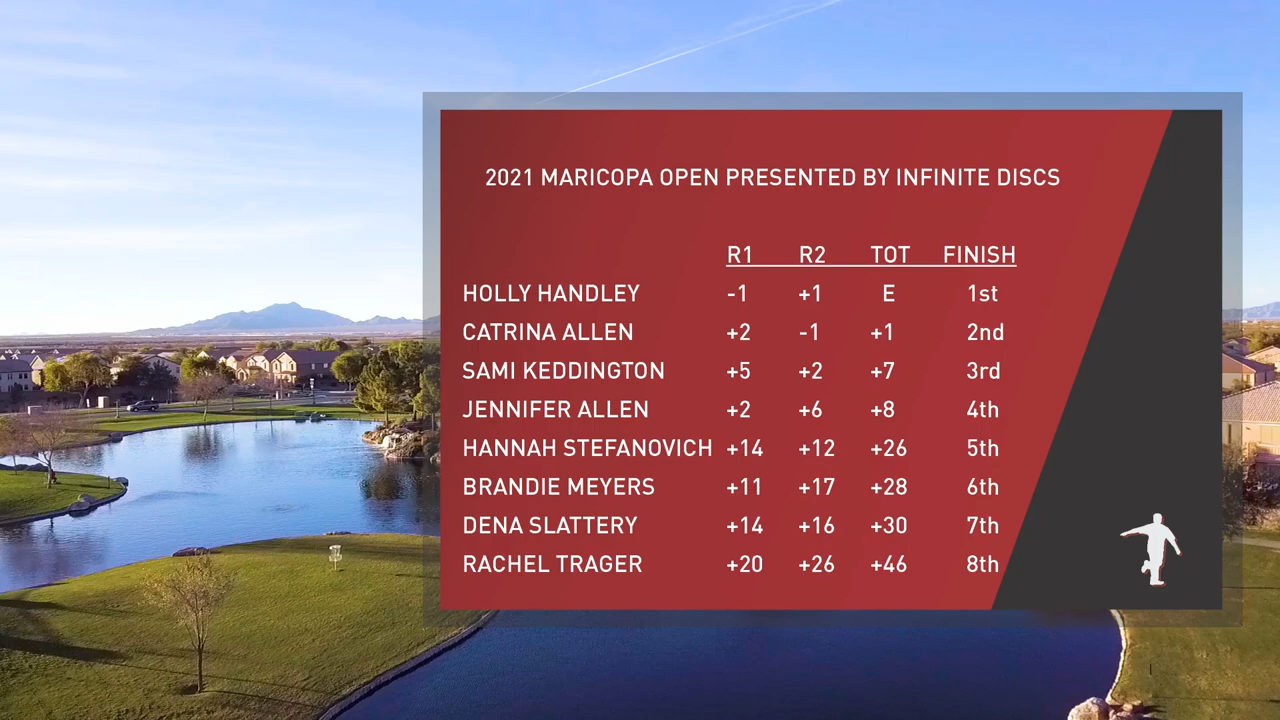 2021 MARICOPA OPEN PRESENTED BY INFINITE DISCS
R1 R2 TOT FINISH
HOLLY HANDLEY -1 +1 E 1st
CATRINA ALLEN +2 -1 +1 2nd
SAMI KEDDINGTON +5 +2 +7 3rd
JENNIFER ALLEN +2 +6 +8 4th
HANNAH STEFANOVICH +14 +12 +26 5th
BRANDIE MEYERS +11 +17 +28 6th
DENA SLATTERY +14 +16 +30 7th
RACHEL TRAGER +20 +26 +46 8th